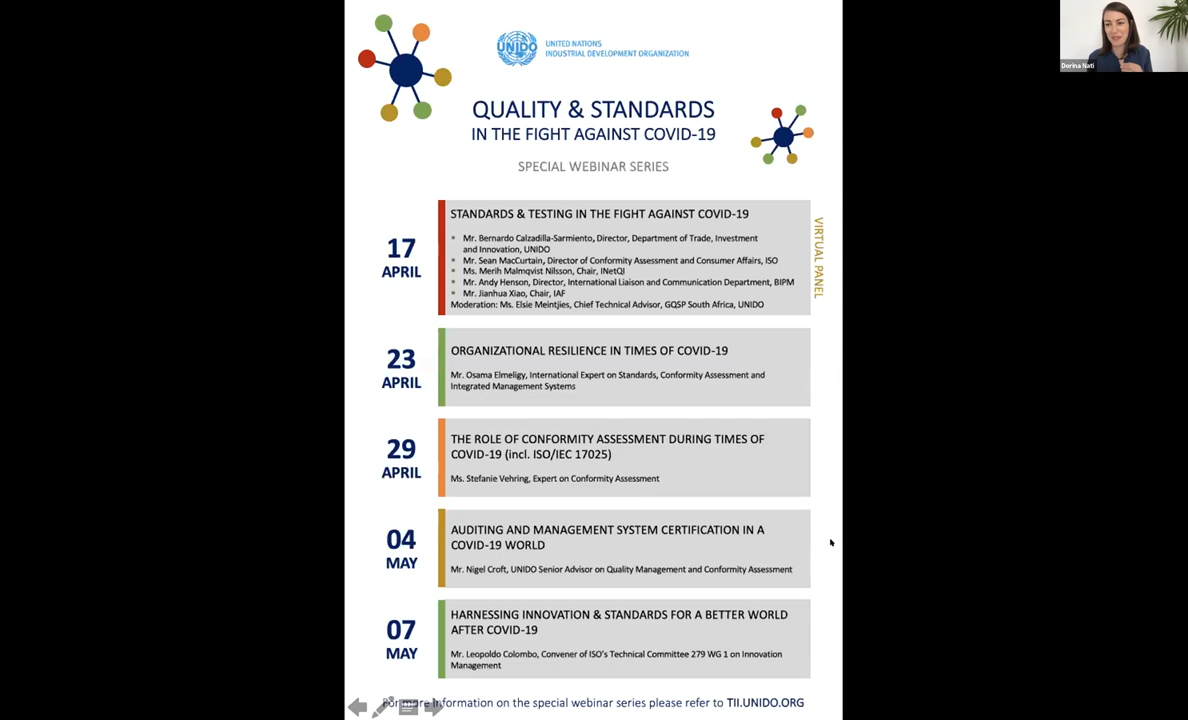 UNIDO
UNITED NATIONS
INDUSTRIAL DEVELOPMENT ORGANIZATION
Dorina Nati
QUALITY & STANDARDS
IN THE FIGHT AGAINST COVID-19
SPECIAL WEBINAR SERIES
17
APRIL
STANDARDS & TESTING IN THE FIGHT AGAINST COVID-19
Mr. Bernardo Calzadilla-Sarmiento, Director, Department of Trade, Investment
and Innovation, UNIDO
Mr. Sean MacCurtain, Director of Conformity Assessment and Consumer Affairs, ISO
Ms. Merih Malmqvist Nilsson, Chair, INetQI
Mr. Andy Henson, Director, International Liaison and Communication Department, BIPM
Mr. Jianhua Xiao, Chair, IAF
Moderation: Ms. Elsie Meintjies, Chief Technical Advisor, GQSP South Africa, UNIDO
VIRTUAL PANEL
23
APRIL
ORGANIZATIONAL RESILIENCE IN TIMES OF COVID-19
Mr. Osama Elmeligy, International Expert on Standards, Conformity Assessment and
Integrated Management Systems
29
APRIL
THE ROLE OF CONFORMITY ASSESSMENT DURING TIMES OF
COVID-19 (incl. ISO/IEC 17025)
Ms. Stefanie Vehring, Expert on Conformity Assessment
04
MAY
AUDITING AND MANAGEMENT SYSTEM CERTIFICATION IN A
COVID-19 WORLD
Mr. Nigel Croft, UNIDO Senior Advisor on Quality Management and Conformity Assessment
07
MAY
HARNESSING INNOVATION & STANDARDS FOR A BETTER WORLD
AFTER COVID-19
Mr. Leopoldo Colombo, Convener of ISO's Technical Committee 279 WG 1 on Innovation
Management
For more information on the special webinar series please refer to TII.UNIDO.ORG